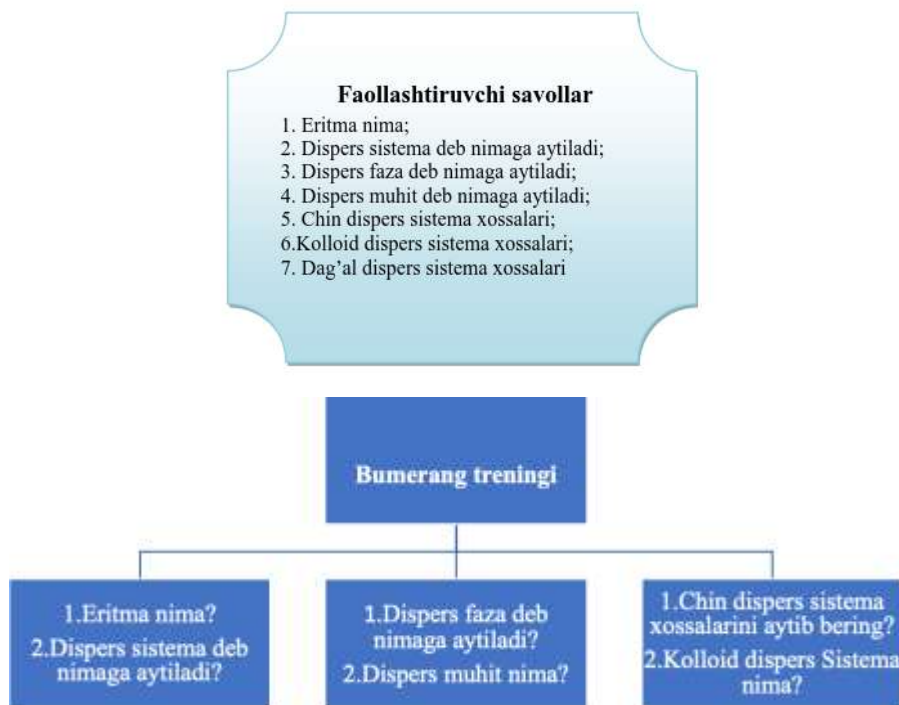 Faollashtiruvchi savollar
1. Eritma nima;
2. Dispers sistema deb nimaga aytiladi;
3. Dispers faza deb nimaga aytiladi;
4. Dispers muhit deb nimaga aytiladi;
5. Chin dispers sistema xossalari;
6.Kolloid dispers sistema xossalari;
7. Dag’al dispers sistema xossalari
Bumerang treningi
1.Eritma nima?
2.Dispers sistema deb
nimaga aytiladi?
1.Dispers faza deb
nimaga aytiladi?
2.Dispers muhit nima?
1.Chin dispers sistema
xossalarini aytib bering?
2.Kolloid dispers Sistema
nima?